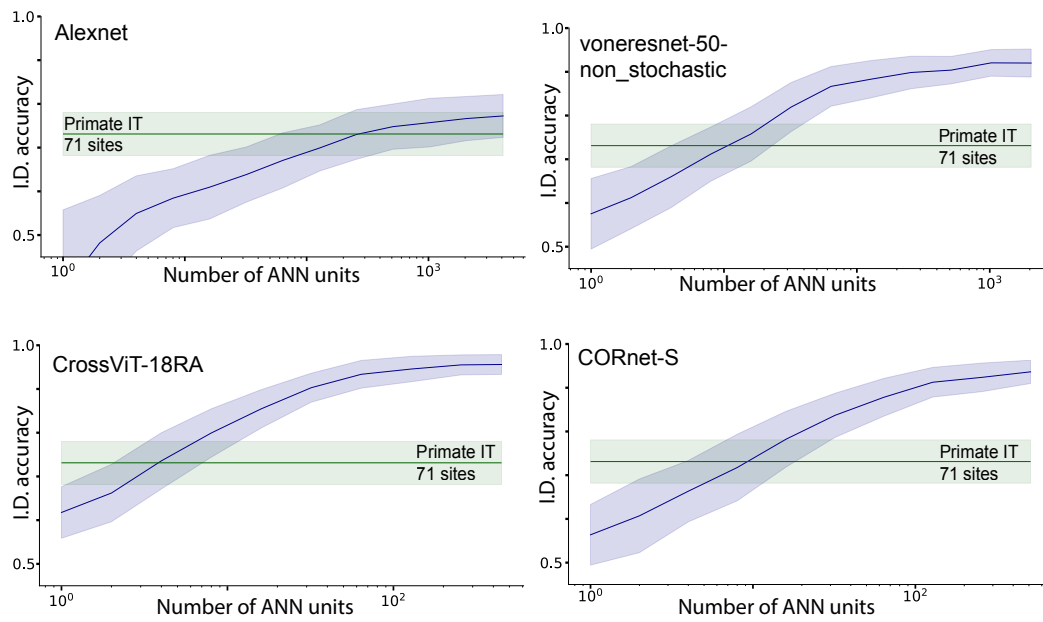 1.0
Alexnet
Primate IT
71 sites
I.D. accuracy
0.5
10⁰
10³
Number of ANN units
1.0
voneresnet-50-
non_stochastic
Primate IT
71 sites
I.D. accuracy
0.5
10⁰
10³
Number of ANN units
1.0
CrossViT-18RA
Primate IT
71 sites
I.D. accuracy
0.5
10⁰
10²
Number of ANN units
1.0
CORnet-S
Primate IT
71 sites
I.D. accuracy
0.5
10⁰
10²
Number of ANN units